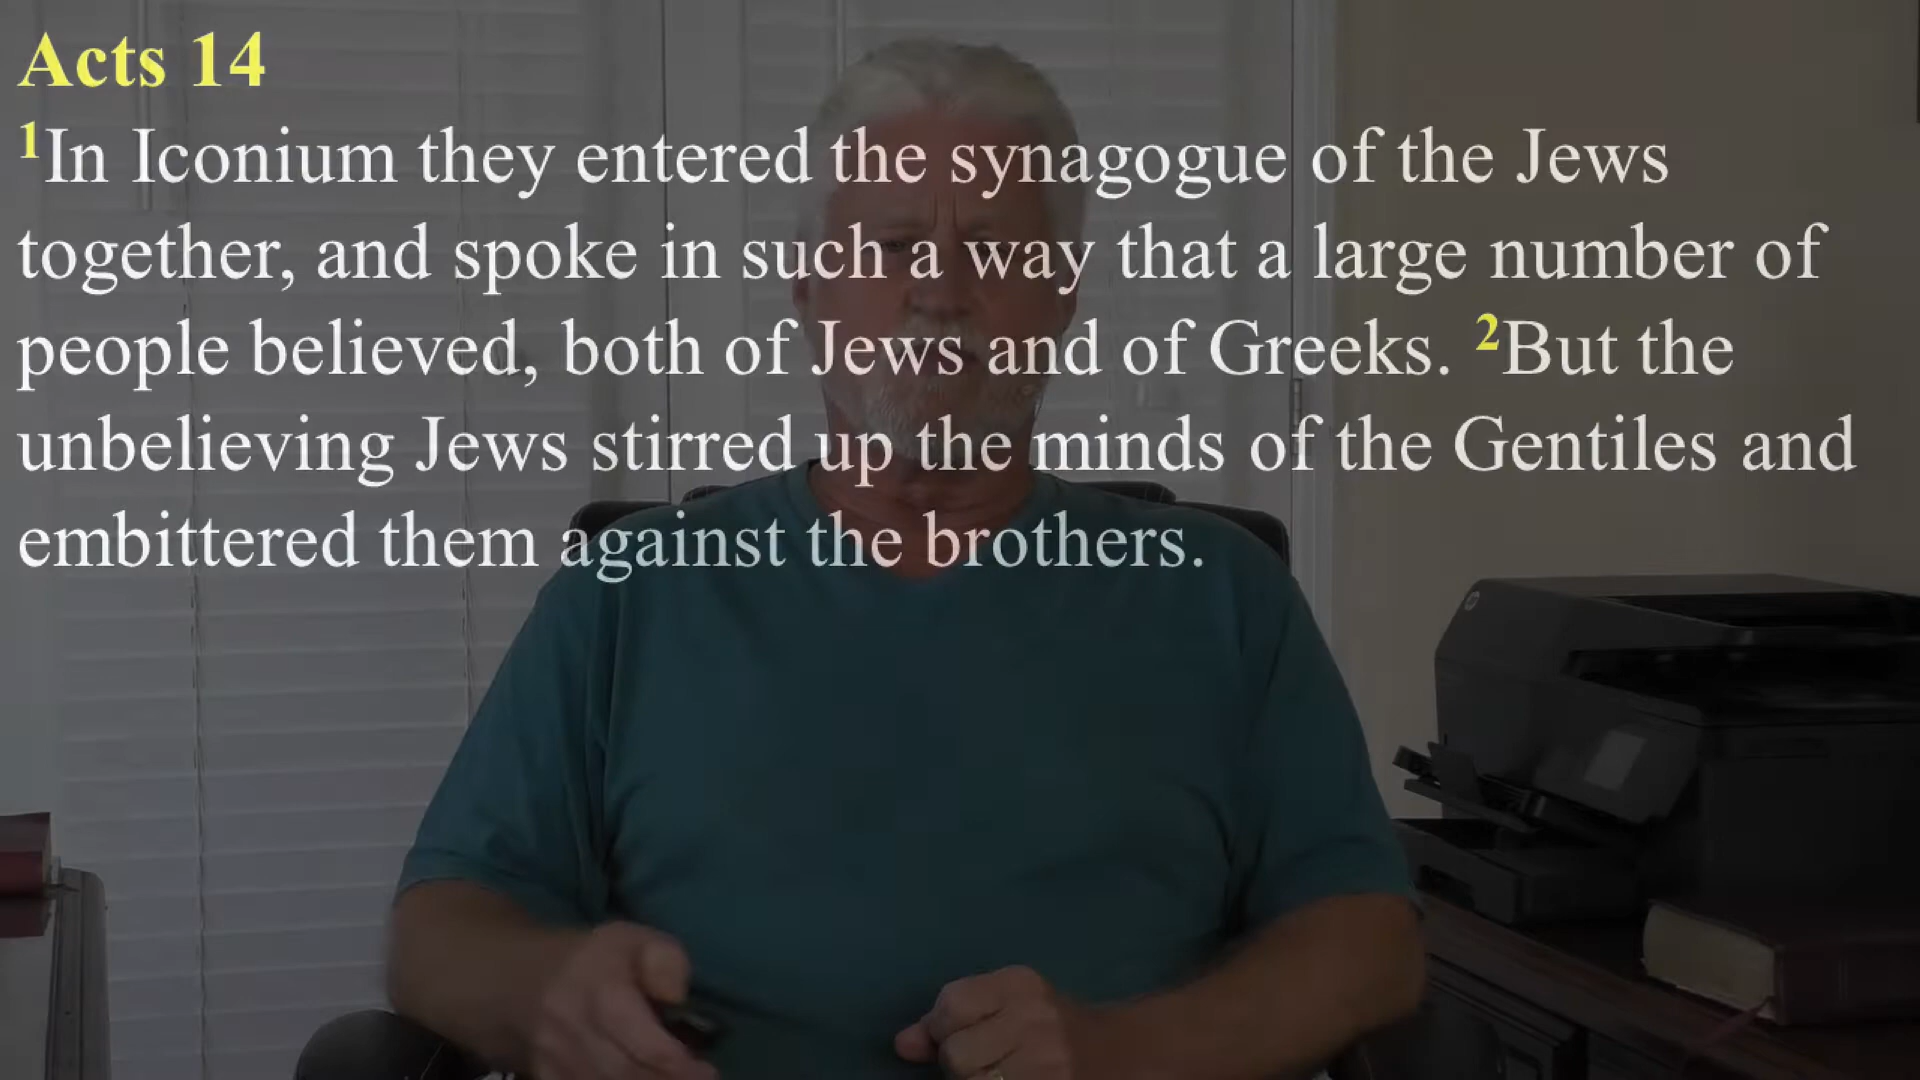 Acts 14
1In Iconium they entered the synagogue of the Jews
together, and spoke in such a way that a large number of
people believed, both of Jews and of Greeks. 2But the
unbelieving Jews stirred up the minds of the Gentiles and
embittered them against the brothers.